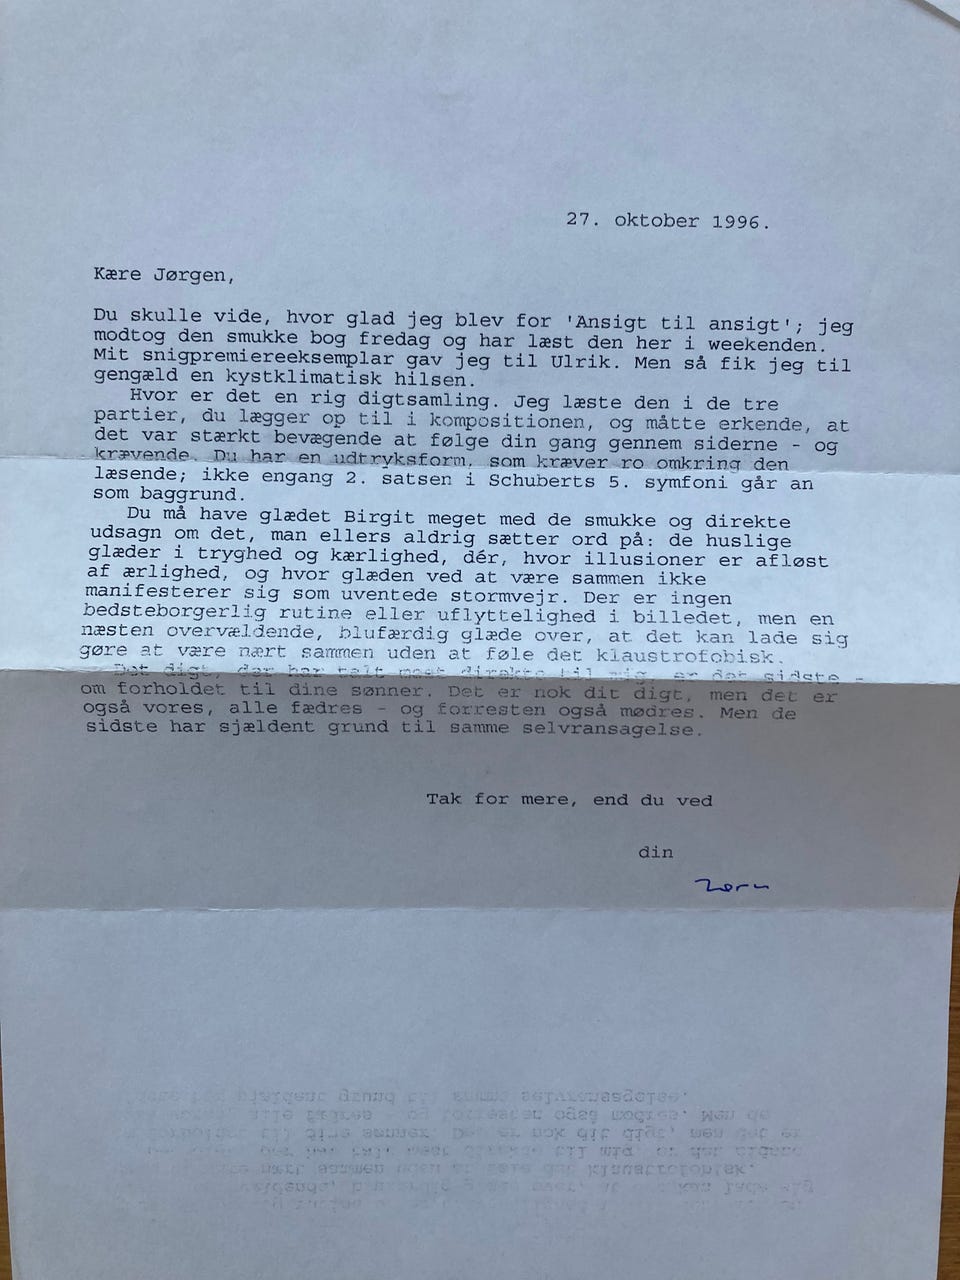 27. oktober 1996.
Kære Jørgen,
Du skulle vide, hvor glad jeg blev for 'Ansigt til ansigt'; jeg
modtog den smukke bog fredag og har læst den her i weekenden.
Mit snigpremiereeksemplar gav jeg til Ulrik. Men så fik jeg til
gengæld en kystklimatisk hilsen.
Hvor er det en rig digtsamling. Jeg læste den i de tre
partier, du lægger op til i kompositionen, og måtte erkende, at
det var stærkt bevægende at følge din gang gennem siderne - og
krævende. Du har en udtryksform, som kræver ro omkring den
læsende; ikke engang 2. satsen i Schuberts 5. symfoni går an
som baggrund.
Du må have glædet Birgit meget med de smukke og direkte
udsagn om det, man ellers aldrig sætter ord på: de huslige
glæder i tryghed og kærlighed, dér, hvor illusioner er afløst
af ærlighed, og hvor glæden ved at være sammen ikke
manifesterer sig som uventede stormvejr. Der er ingen
bedsteborgerlig rutine eller uflyttelighed i billedet, men en
næsten overvældende, blufærdig glæde over, at det kan lade sig
gøre at være nært sammen uden at føle det klaustrofobisk.
Det digt, der har talt mest direkte til mig, er det sidste -
om forholdet til dine sønner. Det er nok dit digt, men det er
også vores, alle fædres - og forresten også mødres. Men de
sidste har sjældent grund til samme selvransagelse.
Tak for mere, end du ved
din